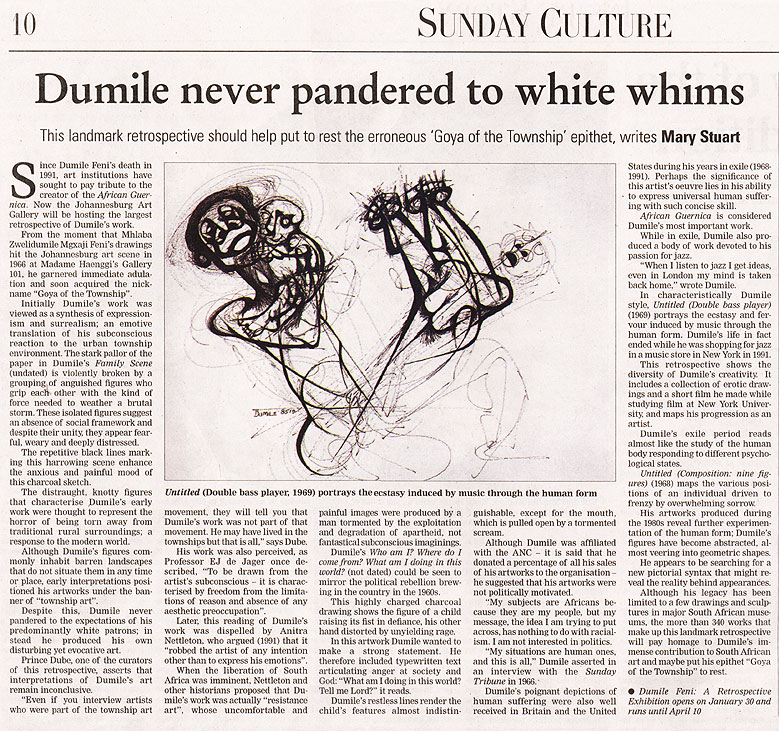 10
SUNDAY CULTURE
Dumile never pandered to white whims
This landmark retrospective should help put to rest the erroneous ‘Goya of the Township’ epithet, writes Mary Stuart
Since Dumile Feni's death in
1991, art institutions have
sought to pay tribute to the
creator of the African Guer-
nica. Now the Johannesburg Art
Gallery will be hosting the largest
retrospective of Dumile's work.
From the moment that Mhlaba
Zwelidumile Mgxaji Feni's drawings
hit the Johannesburg art scene in
1966 at Madame Haenggi's Gallery
101, he garnered immediate adula-
tion and soon acquired the nick-
name “Goya of the Township”.
Initially Dumile's work was
viewed as a synthesis of expression-
ism and surrealism; an emotive
translation of his subconscious
reaction to the urban township
environment. The stark pallor of the
paper in Dumile's Family Scene
(undated) is violently broken by a
grouping of anguished figures who
grip each other with the kind of
force needed to weather a brutal
storm. These isolated figures suggest
an absence of social framework and
despite their unity, they appear fear-
ful, weary and deeply distressed.
The repetitive black lines mark-
ing this harrowing scene enhance
the anxious and painful mood of
this charcoal sketch.
The distraught, knotty figures
that characterise Dumile's early
work were thought to represent the
horror of being torn away from
traditional rural surroundings; a
response to the modern world.
Although Dumile's figures com-
monly inhabit barren landscapes
that do not situate them in any time
or place, early interpretations posi-
tioned his artworks under the ban-
ner of “township art”.
Despite this, Dumile never
pandered to the expectations of his
predominantly white patrons; in
stead he produced his own
disturbing yet evocative art.
Prince Dube, one of the curators
of this retrospective, asserts that
interpretations of Dumile's art
remain inconclusive.
“Even if you interview artists
who were part of the township art
DUMILE 85/9
Untitled (Double bass player, 1969) portrays the ecstasy induced by music through the human form
movement, they will tell you that
Dumile's work was not part of that
movement. He may have lived in the
townships but that is all,” says Dube.
His work was also perceived, as
Professor EJ de Jager once de-
scribed, “To be drawn from the
artist's subconscious – it is charac-
terised by freedom from the limita-
tions of reason and absence of any
aesthetic preoccupation”.
Later, this reading of Dumile's
work was dispelled by Anitra
Nettleton, who argued (1991) that it
“robbed the artist of any intention
other than to express his emotions”.
When the liberation of South
Africa was imminent, Nettleton and
other historians proposed that Du-
mile's work was actually “resistance
art”, whose uncomfortable and
painful images were produced by a
man tormented by the exploitation
and degradation of apartheid, not
fantastical subconscious imaginings.
Dumile's Who am I? Where do I
come from? What am I doing in this
world? (not dated) could be seen to
mirror the political rebellion brew-
ing in the country in the 1960s.
This highly charged charcoal
drawing shows the figure of a child
raising its fist in defiance, his other
hand distorted by unyielding rage.
In this artwork Dumile wanted to
make a strong statement. He
therefore included typewritten text
articulating anger at society and
God: “What am I doing in this world?
Tell me Lord?” it reads.
Dumile's restless lines render the
child's features almost indistin-
guishable, except for the mouth,
which is pulled open by a tormented
scream.
Although Dumile was affiliated
with the ANC – it is said that he
donated a percentage of all his sales
of his artworks to the organisation –
he suggested that his artworks were
not politically motivated.
“My subjects are Africans be-
cause they are my people, but my
message, the idea I am trying to put
across, has nothing to do with racial-
ism. I am not interested in politics.
“My situations are human ones,
and this is all,” Dumile asserted in
an interview with the Sunday
Tribune in 1966.
Dumile's poignant depictions of
human suffering were also well
received in Britain and the United
States during his years in exile (1968-
1991). Perhaps the significance of
this artist's oeuvre lies in his ability
to express universal human suffer-
ing with such concise skill.
African Guernica is considered
Dumile's most important work.
While in exile, Dumile also pro-
duced a body of work devoted to his
passion for jazz.
“When I listen to jazz I get ideas,
even in London my mind is taken
back home,” wrote Dumile.
In characteristically Dumile
style, Untitled (Double bass player)
(1969) portrays the ecstasy and fer-
vour induced by music through the
human form. Dumile's life in fact
ended while he was shopping for jazz
in a music store in New York in 1991.
This retrospective shows the
diversity of Dumile's creativity. It
includes a collection of erotic draw-
ings and a short film he made while
studying film at New York Univer-
sity, and maps his progression as an
artist.
Dumile's exile period reads
almost like the study of the human
body responding to different psycho-
logical states.
Untitled (Composition: nine fig-
ures) (1968) maps the various posi-
tions of an individual driven to
frenzy by overwhelming sorrow.
His artworks produced during
the 1980s reveal further experimen-
tation of the human form; Dumile's
figures have become abstracted, al-
most veering into geometric shapes.
He appears to be searching for a
new pictorial syntax that might re-
veal the reality behind appearances.
Although his legacy has been
limited to a few drawings and sculp-
tures in major South African muse-
ums, the more than 340 works that
make up this landmark retrospective
will pay homage to Dumile's im-
mense contribution to South African
art and maybe put his epithet “Goya
of the Township” to rest.
● Dumile Feni: A Retrospective
Exhibition opens on January 30 and
runs until April 10